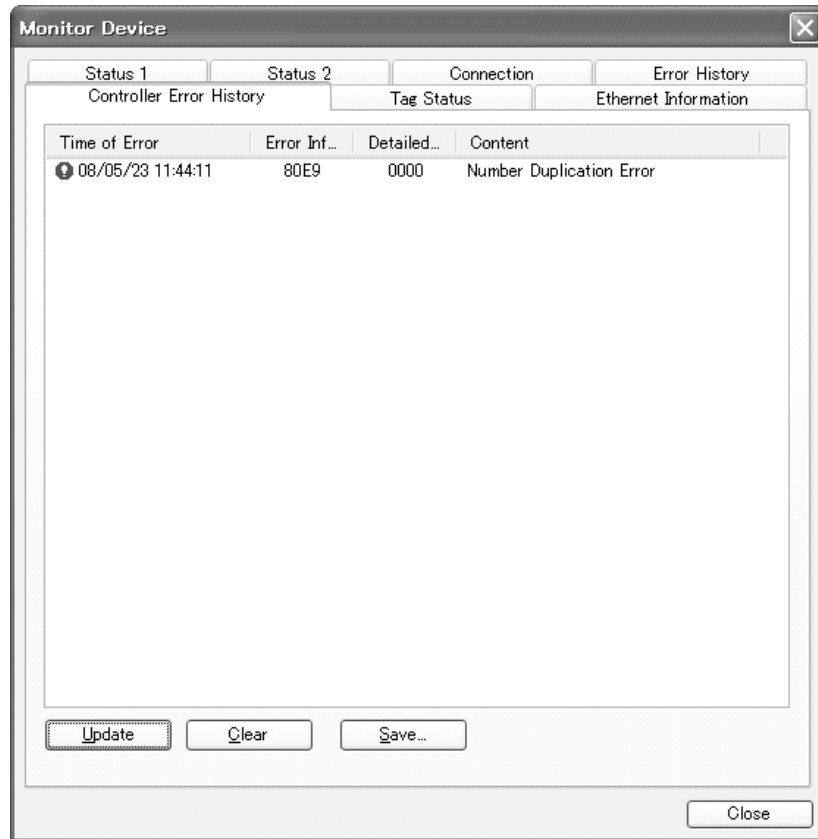 Monitor Device
Status 1 Status 2 Connection Error History
Controller Error History Tag Status Ethernet Information
Time of Error Error Inf... Detailed... Content
08/05/23 11:44:11 80E9 0000 Number Duplication Error
Update Clear Save...
Close